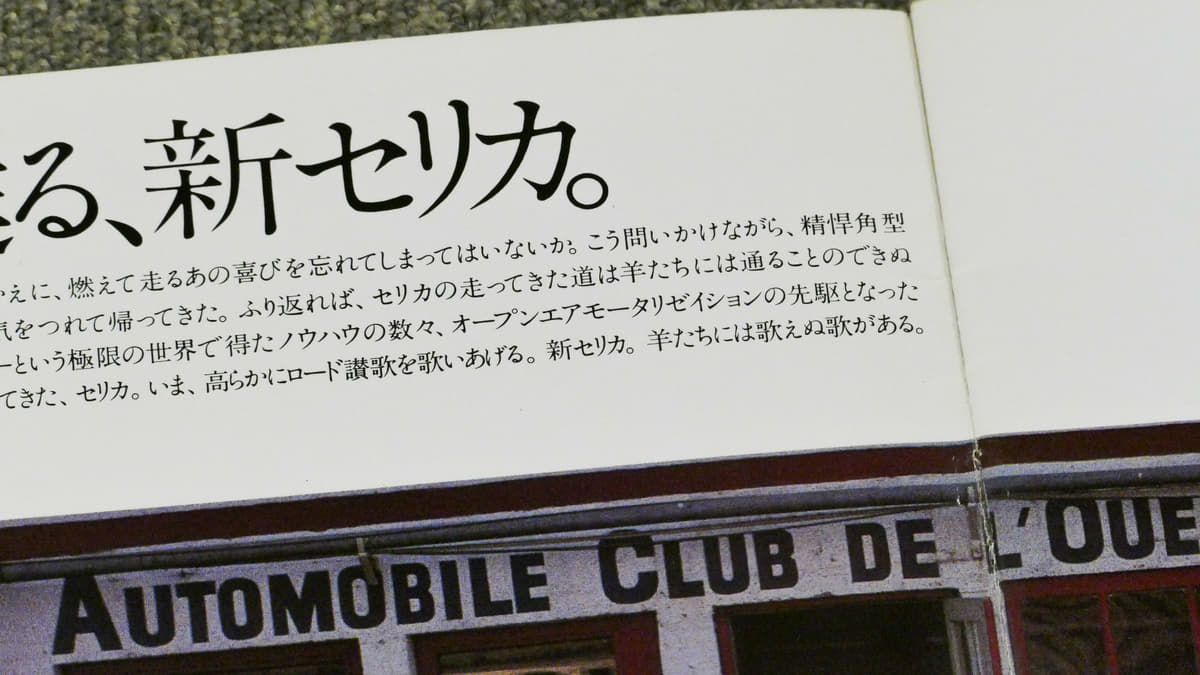 る、新セリカ。
かえに、燃えて走るあの喜びを忘れてしまってはいないか。こう問いかけながら、精悍角型
気をつれて帰ってきた。ふり返れば、セリカの走ってきた道は羊たちには通ることのできぬ
ーという極限の世界で得たノウハウの数々、オープンエアモータリゼイションの先駆となった
てきた、セリカ。いま、高らかにロード讃歌を歌いあげる。新セリカ。羊たちには歌えぬ歌がある。
AUTOMOBILE CLUB DE L'OUE